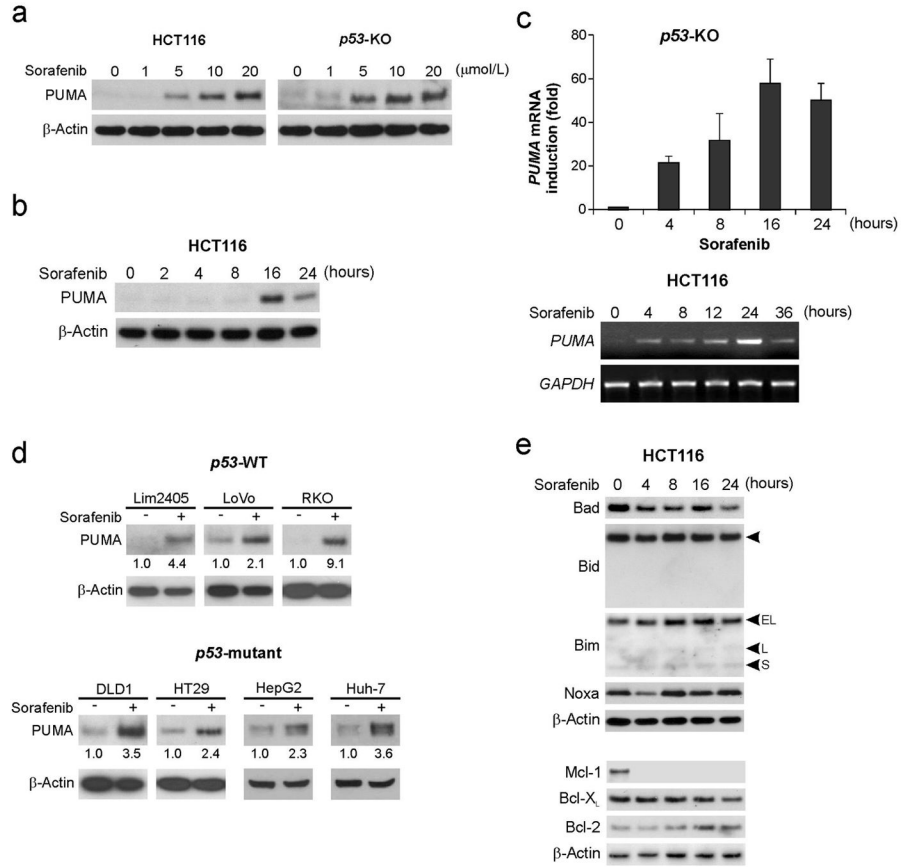 a
HCT116 p53-KO
Sorafenib 0 1 5 10 20 0 1 5 10 20 (μmol/L)
PUMA
β-Actin
b
HCT116
Sorafenib 0 2 4 8 16 24 (hours)
PUMA
β-Actin
c
p53-KO
PUMA mRNA
induction (fold)
80
60
40
20
0
0 4 8 16 24 (hours)
Sorafenib
HCT116
Sorafenib 0 4 8 12 24 36 (hours)
PUMA
GAPDH
d
p53-WT
Lim2405 LoVo RKO
Sorafenib - + - + - +
PUMA
1.0 4.4 1.0 2.1 1.0 9.1
β-Actin
p53-mutant
DLD1 HT29 HepG2 Huh-7
Sorafenib - + - + - + - +
PUMA
1.0 3.5 1.0 2.4 1.0 2.3 1.0 3.6
β-Actin
e
HCT116
Sorafenib 0 4 8 16 24 (hours)
Bad
Bid
EL
Bim
L
S
Noxa
β-Actin
Mcl-1
Bcl-XL
Bcl-2
β-Actin